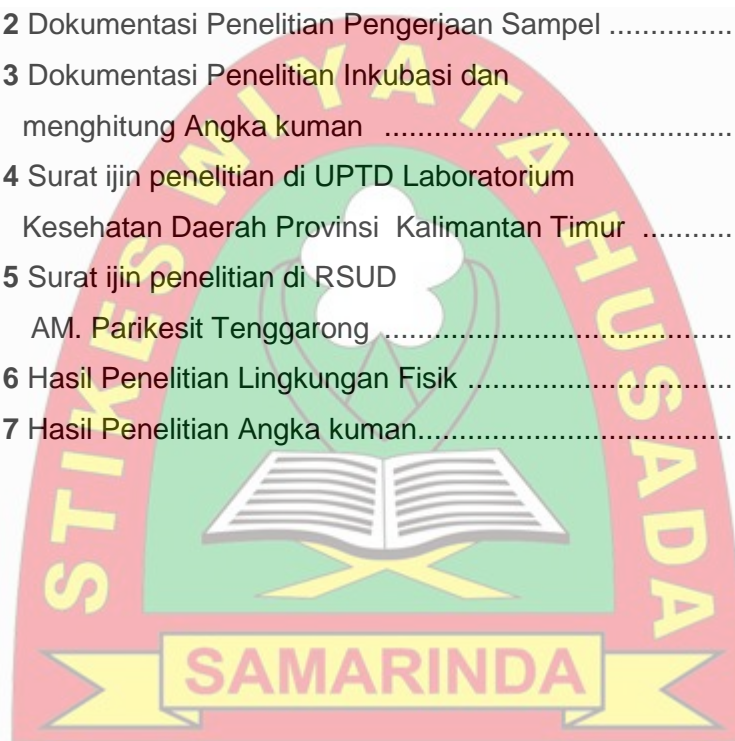 2 Dokumentasi Penelitian Pengerjaan Sampel ...............
3 Dokumentasi Penelitian Inkubasi dan
menghitung Angka kuman ..........................................
4 Surat ijin penelitian di UPTD Laboratorium
Kesehatan Daerah Provinsi Kalimantan Timur ...........
5 Surat ijin penelitian di RSUD
AM. Parikesit Tenggarong ..........................................
6 Hasil Penelitian Lingkungan Fisik ................................
7 Hasil Penelitian Angka kuman......................................
STIKES WIYATA HUSADA
SAMARINDA